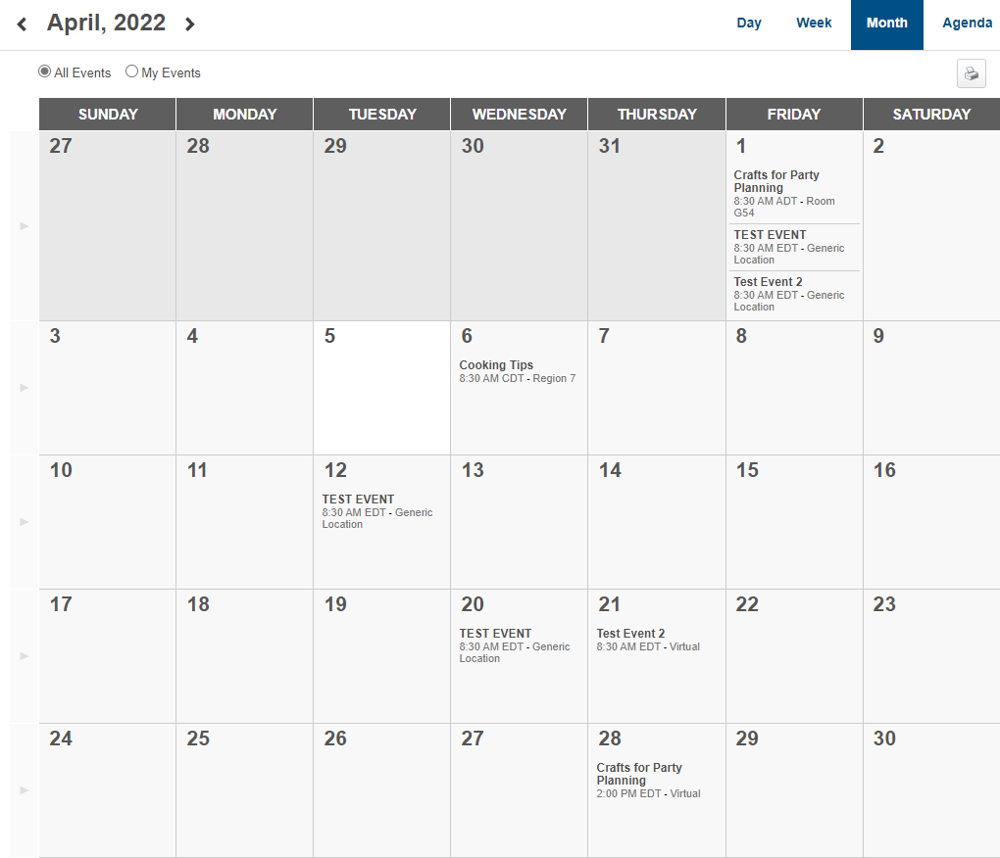 April, 2022
Day Week Month Agenda
All Events My Events
SUNDAY MONDAY TUESDAY WEDNESDAY THURSDAY FRIDAY SATURDAY
27 28 29 30 31 1 2
Crafts for Party
Planning
8:30 AM ADT - Room
G54
TEST EVENT
8:30 AM EDT - Generic
Location
Test Event 2
8:30 AM EDT - Generic
Location
3 4 5 6 7 8 9
Cooking Tips
8:30 AM CDT - Region 7
10 11 12 13 14 15 16
TEST EVENT
8:30 AM EDT - Generic
Location
17 18 19 20 21 22 23
TEST EVENT
8:30 AM EDT - Generic
Location
Test Event 2
8:30 AM EDT - Virtual
24 25 26 27 28 29 30
Crafts for Party
Planning
2:00 PM EDT - Virtual